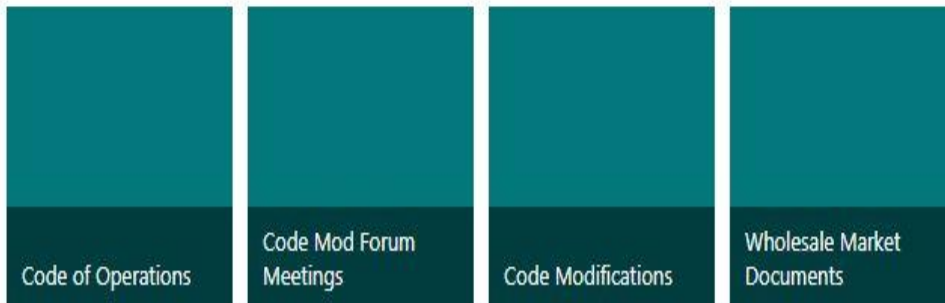 Code of Operations
Code Mod Forum
Meetings
Code Modifications
Wholesale Market
Documents